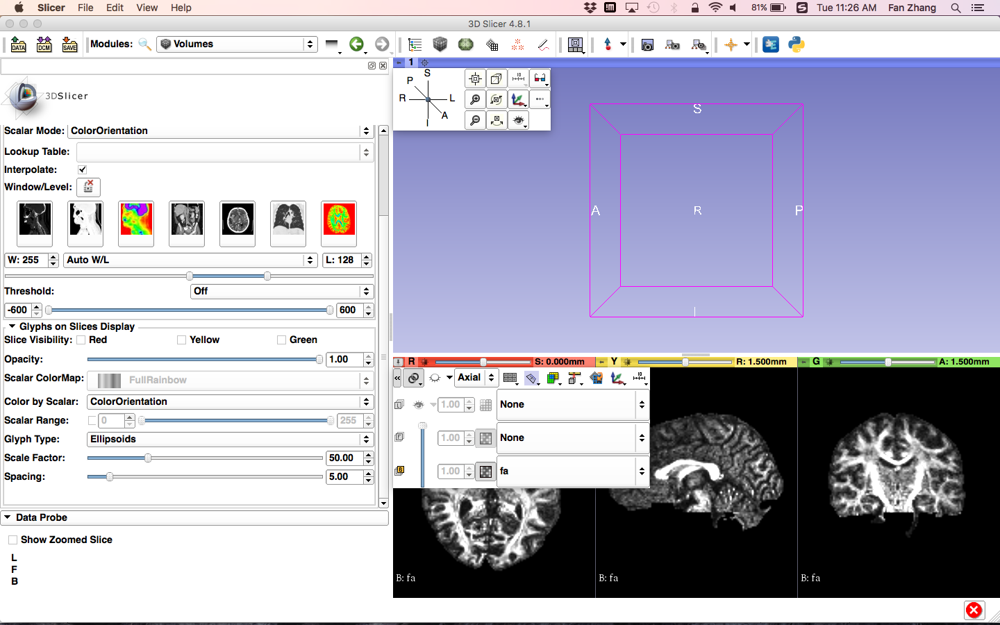 Slicer File Edit View Help 81% Tue 11:26 AM Fan Zhang
3D Slicer 4.8.1
DATA DCM SAVE Modules: Volumes
1
3DSlicer
S
P
R L
A
I
Scalar Mode: ColorOrientation
Lookup Table:
Interpolate:
Window/Level:
W: 255 Auto W/L L: 128
Threshold: Off
-600 600
Glyphs on Slices Display
Slice Visibility: Red Yellow Green
Opacity: 1.00
Scalar ColorMap: FullRainbow
Color by Scalar: ColorOrientation
Scalar Range: 0 255
Glyph Type: Ellipsoids
Scale Factor: 50.00
Spacing: 5.00
Data Probe
Show Zoomed Slice
L
F
B
S
A R P
I
R S: 0.000mm Y R: 1.500mm G A: 1.500mm
Axial
L 1.00 None
F 1.00 None
B 1.00 fa
B: fa B: fa B: fa